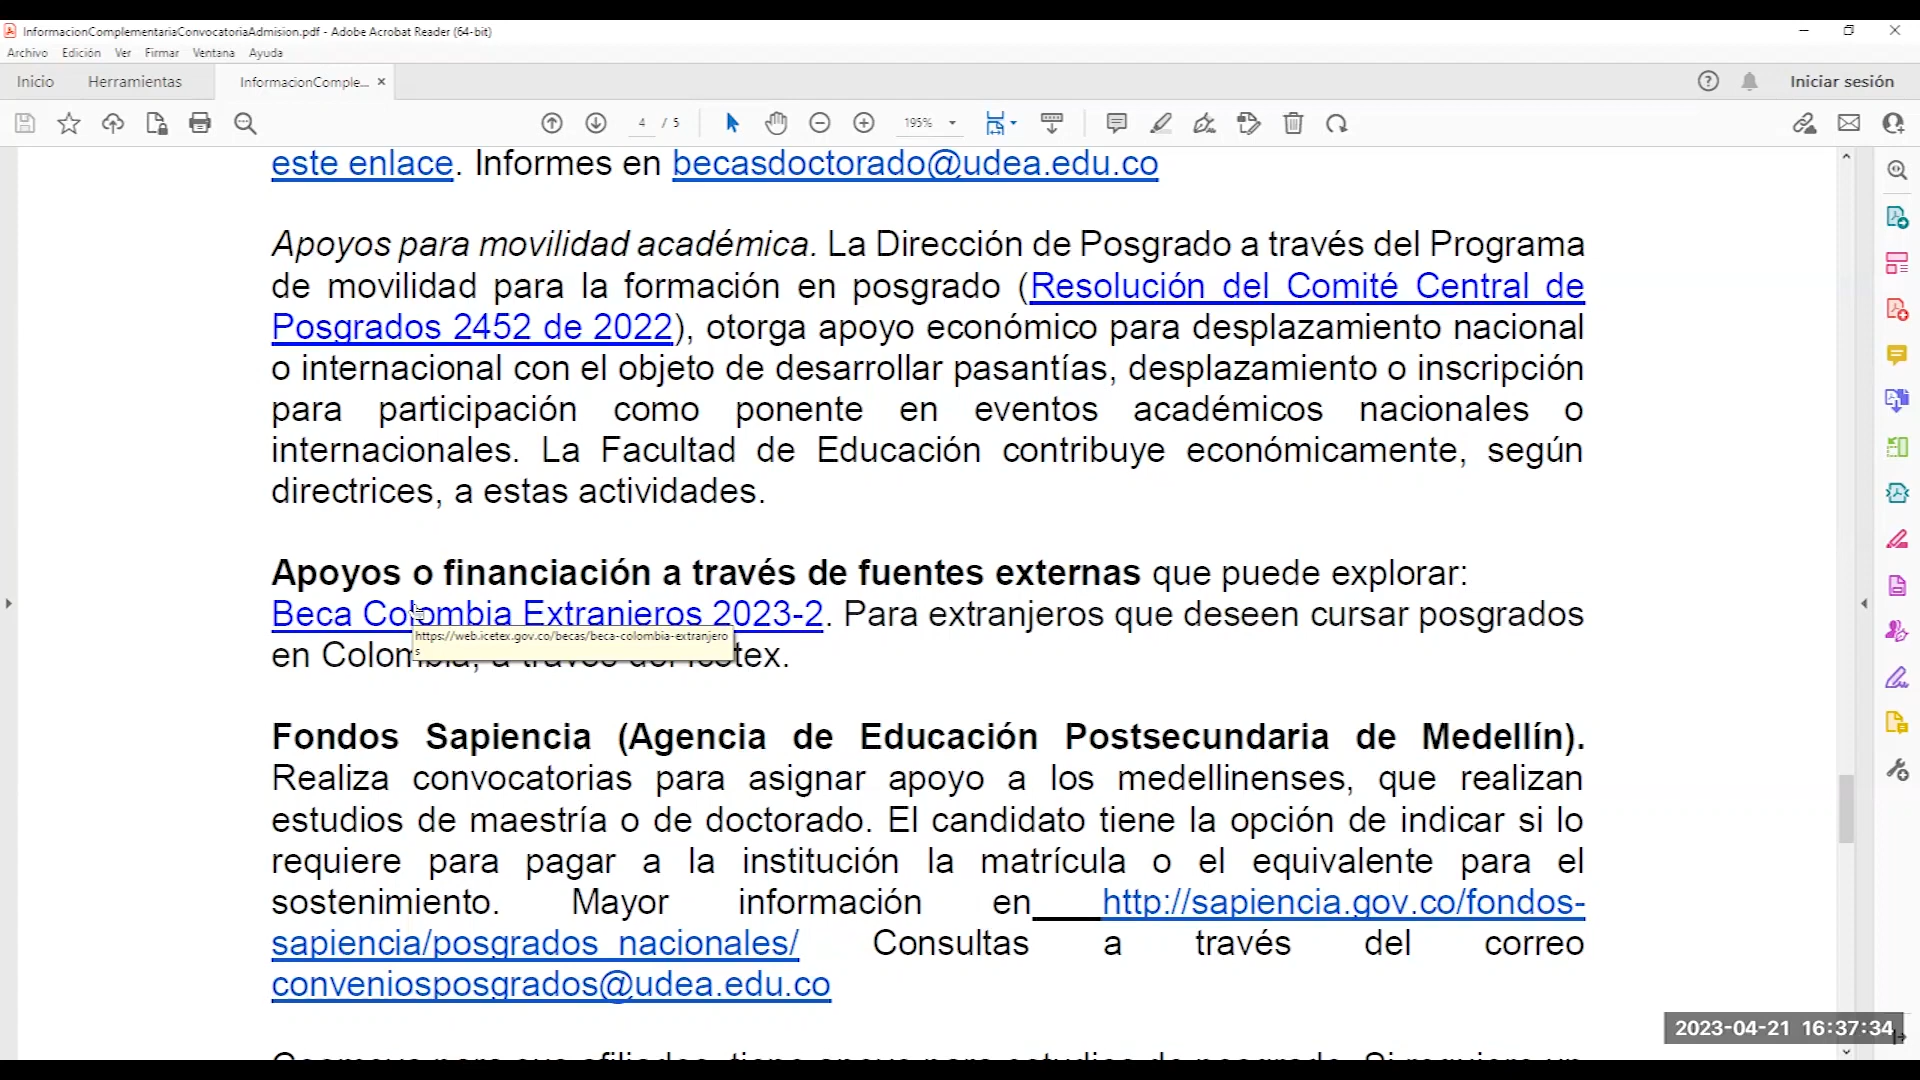 InformacionComplementariaConvocatoriaAdmision.pdf - Adobe Acrobat Reader (64-bit)
Archivo Edición Ver Firmar Ventana Ayuda
Inicio Herramientas InformacionComple... × Iniciar sesión
4 / 5 195%
este enlace. Informes en becasdoctorado@udea.edu.co
Apoyos para movilidad académica. La Dirección de Posgrado a través del Programa
de movilidad para la formación en posgrado (Resolución del Comité Central de
Posgrados 2452 de 2022), otorga apoyo económico para desplazamiento nacional
o internacional con el objeto de desarrollar pasantías, desplazamiento o inscripción
para participación como ponente en eventos académicos nacionales o
internacionales. La Facultad de Educación contribuye económicamente, según
directrices, a estas actividades.
Apoyos o financiación a través de fuentes externas que puede explorar:
Beca Colombia Extranjeros 2023-2. Para extranjeros que deseen cursar posgrados
https://web.icetex.gov.co/becas/beca-colombia-extranjero
s
en Colombia, a través del Icetex.
Fondos Sapiencia (Agencia de Educación Postsecundaria de Medellín).
Realiza convocatorias para asignar apoyo a los medellinenses, que realizan
estudios de maestría o de doctorado. El candidato tiene la opción de indicar si lo
requiere para pagar a la institución la matrícula o el equivalente para el
sostenimiento. Mayor información en http://sapiencia.gov.co/fondos-
sapiencia/posgrados_nacionales/ Consultas a través del correo
conveniosposgrados@udea.edu.co
2023-04-21 16:37:34